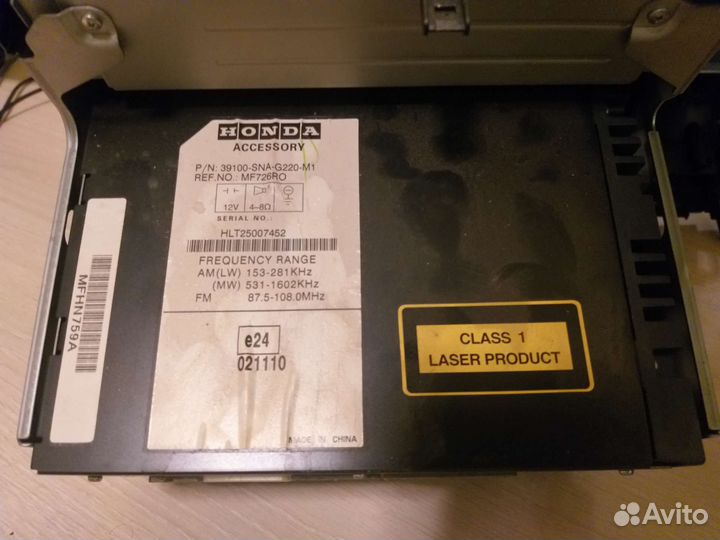 HONDA
ACCESSORY
P/N: 39100-SNA-G220-M1
REF.NO.: MF726RO
12V 4-8Ω
SERIAL NO.:
HLT25007452
FREQUENCY RANGE
AM(LW) 153-281KHz
(MW) 531-1602KHz
FM 87.5-108.0MHz
e24
021110
MADE IN CHINA
MFHN759A
CLASS 1
LASER PRODUCT
Avito